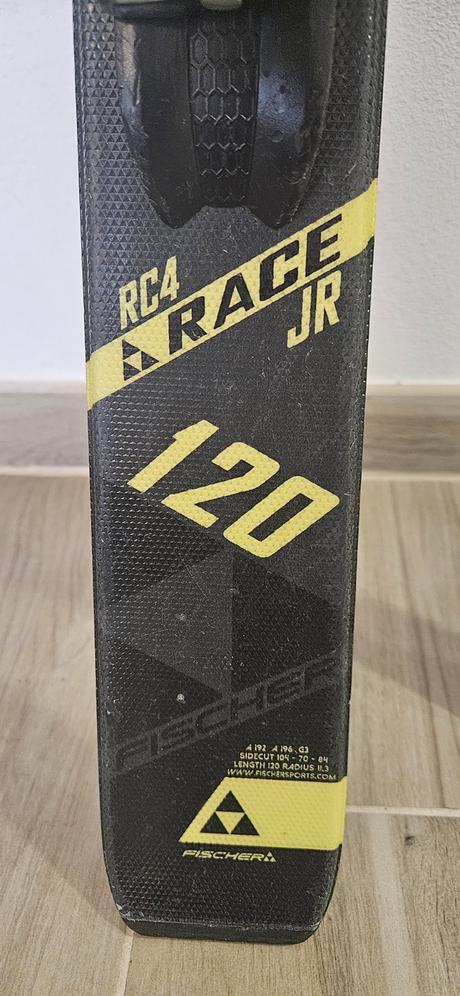 RC4
RACE
JR
120
FISCHER
A 192 A 196 .G3
SIDECUT 104 - 70 - 84
LENGTH 120 RADIUS 11.3
WWW.FISCHERSPORTS.COM
FISCHER